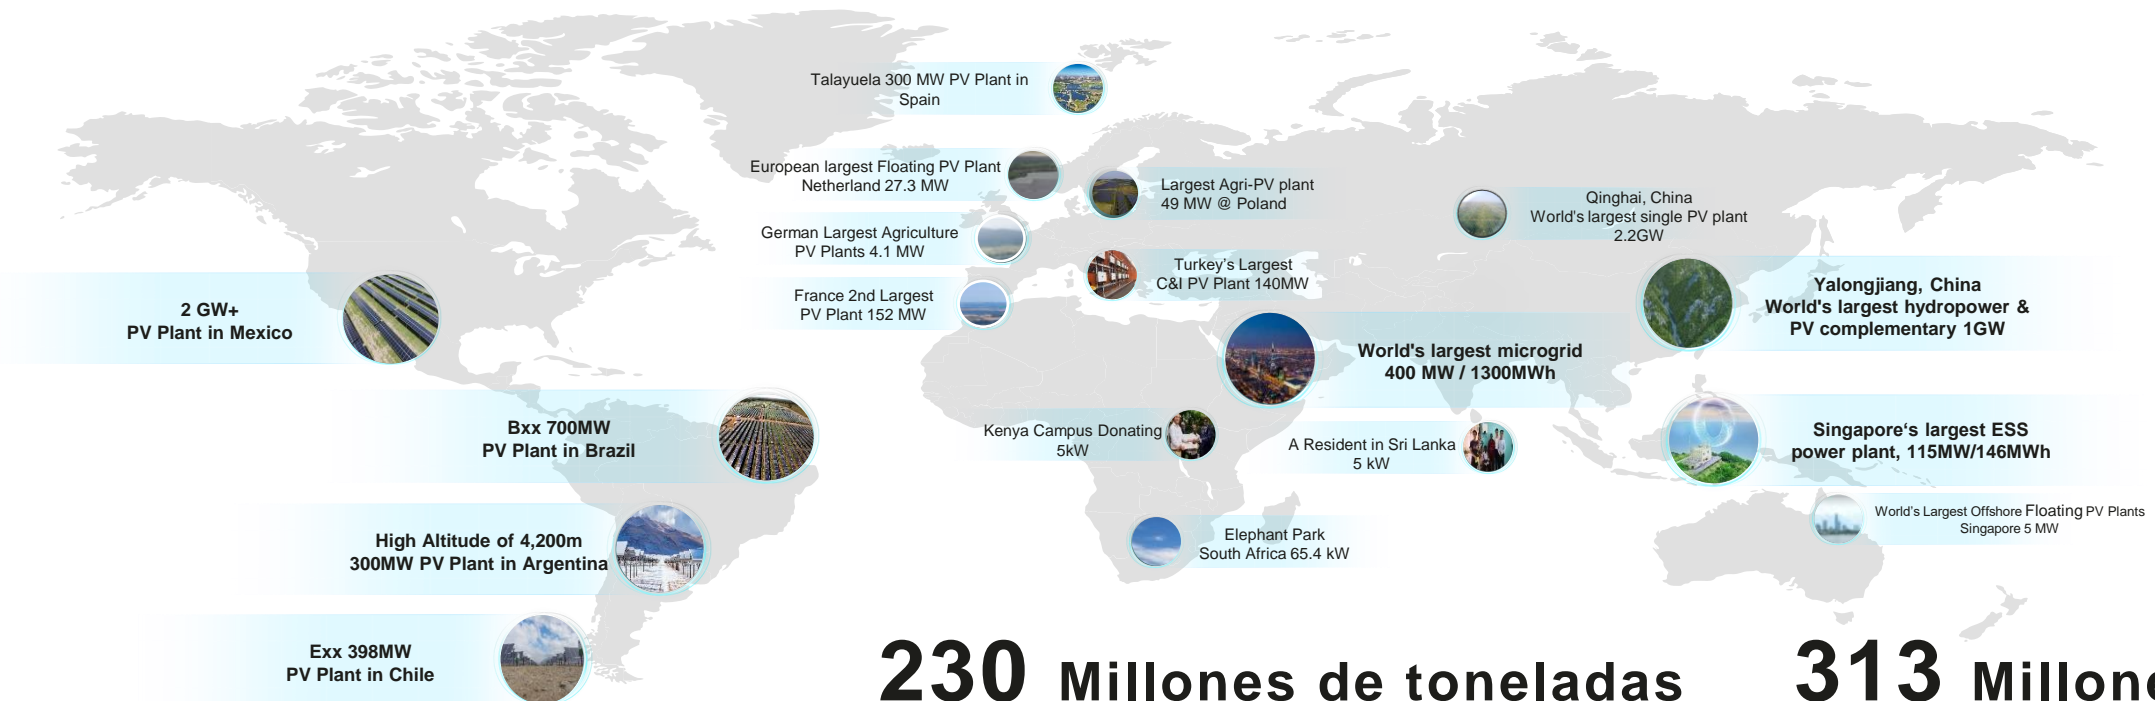 Talayuela 300 MW PV Plant in
Spain
European largest Floating PV Plant
Netherland 27.3 MW
Largest Agri-PV plant
49 MW @ Poland
Qinghai, China
World's largest single PV plant
2.2GW
German Largest Agriculture
PV Plants 4.1 MW
Turkey’s Largest
C&I PV Plant 140MW
France 2nd Largest
PV Plant 152 MW
2 GW+
PV Plant in Mexico
Yalongjiang, China
World's largest hydropower &
PV complementary 1GW
World's largest microgrid
400 MW / 1300MWh
Bxx 700MW
PV Plant in Brazil
Kenya Campus Donating
5kW
A Resident in Sri Lanka
5 kW
Singapore‘s largest ESS
power plant, 115MW/146MWh
World’s Largest Offshore Floating PV Plants
Singapore 5 MW
High Altitude of 4,200m
300MW PV Plant in Argentina
Elephant Park
South Africa 65.4 kW
Exx 398MW
PV Plant in Chile
230 Millones de toneladas
313